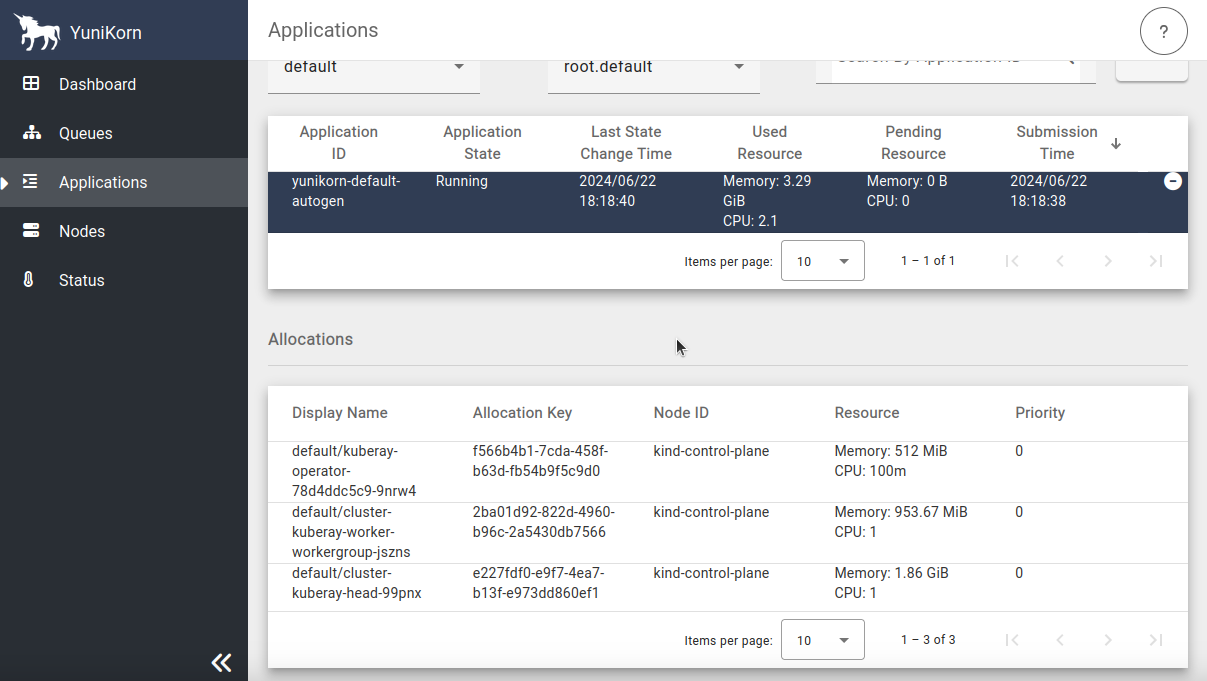 YuniKorn
Applications
?
Dashboard
Queues
Applications
Nodes
Status
default
root.default
Search By Application ID
Application ID
Application State
Last State Change Time
Used Resource
Pending Resource
Submission Time
yunikorn-default-
autogen
Running
2024/06/22
18:18:40
Memory: 3.29
GiB
CPU: 2.1
Memory: 0 B
CPU: 0
2024/06/22
18:18:38
Items per page:
10
1 – 1 of 1
Allocations
Display Name
Allocation Key
Node ID
Resource
Priority
default/kuberay-
operator-
78d4ddc5c9-9nrw4
f566b4b1-7cda-458f-
b63d-fb54b9f5c9d0
kind-control-plane
Memory: 512 MiB
CPU: 100m
0
default/cluster-
kuberay-worker-
workergroup-jszns
2ba01d92-822d-4960-
b96c-2a5430db7566
kind-control-plane
Memory: 953.67 MiB
CPU: 1
0
default/cluster-
kuberay-head-99pnx
e227fdf0-e9f7-4ea7-
b13f-e973dd860ef1
kind-control-plane
Memory: 1.86 GiB
CPU: 1
0
Items per page:
10
1 – 3 of 3